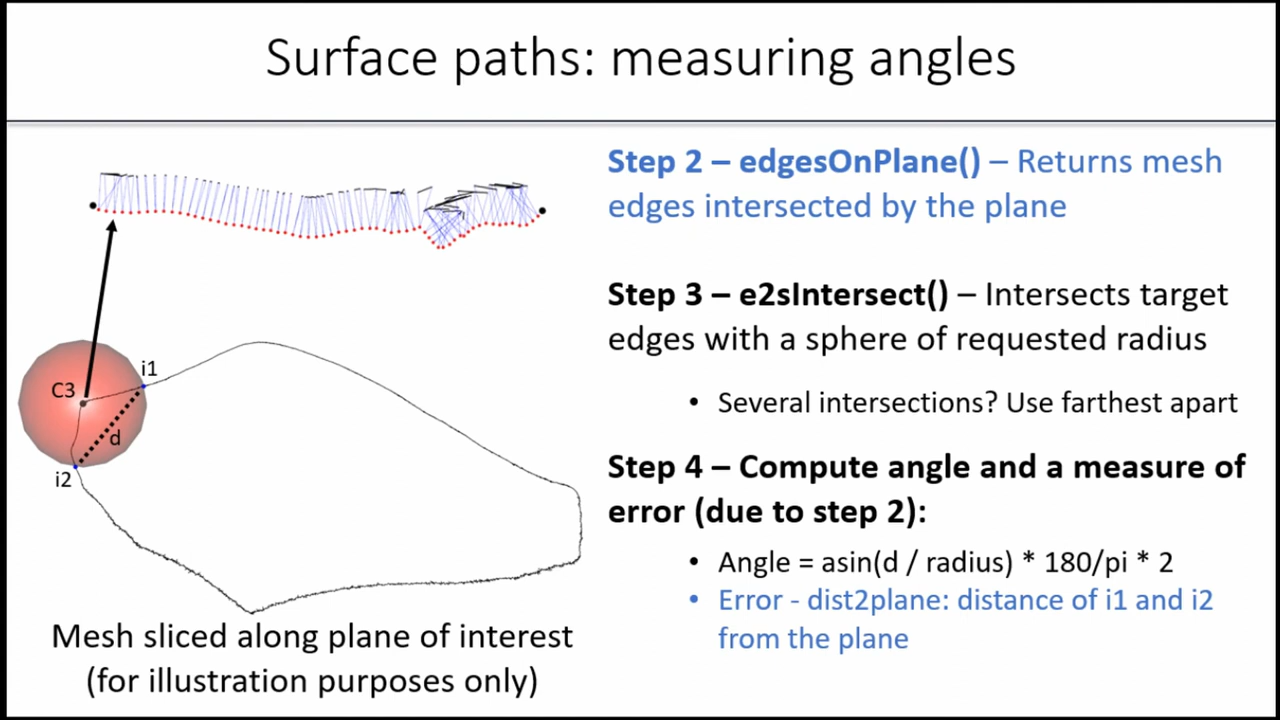 Surface paths: measuring angles
Step 2 – edgesOnPlane() – Returns mesh
edges intersected by the plane
Step 3 – e2sIntersect() – Intersects target
edges with a sphere of requested radius
• Several intersections? Use farthest apart
Step 4 – Compute angle and a measure of
error (due to step 2):
• Angle = asin(d / radius) * 180/pi * 2
• Error - dist2plane: distance of i1 and i2
from the plane
i1
C3
d
i2
Mesh sliced along plane of interest
(for illustration purposes only)